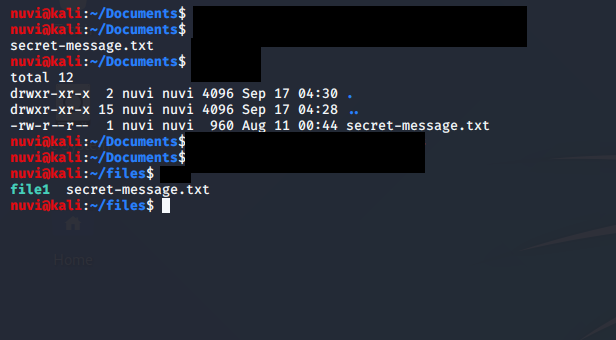 nuvi@kali:~/Documents$
nuvi@kali:~/Documents$
secret-message.txt
nuvi@kali:~/Documents$
total 12
drwxr-xr-x  2 nuvi nuvi 4096 Sep 17 04:30 .
drwxr-xr-x 15 nuvi nuvi 4096 Sep 17 04:28 ..
-rw-r--r--  1 nuvi nuvi  960 Aug 11 00:44 secret-message.txt
nuvi@kali:~/Documents$
nuvi@kali:~/Documents$
nuvi@kali:~/files$
file1  secret-message.txt
nuvi@kali:~/files$
Home